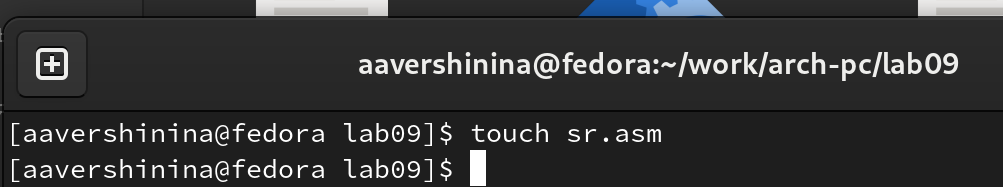 aavershinina@fedora:~/work/arch-pc/lab09
[aavershinina@fedora lab09]$ touch sr.asm
[aavershinina@fedora lab09]$